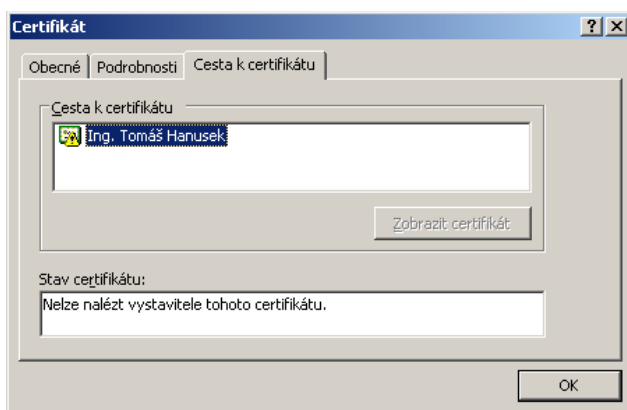 Certifikát
Obecné Podrobnosti Cesta k certifikátu
Cesta k certifikátu
Ing. Tomáš Hanusek
Zobrazit certifikát
Stav certifikátu:
Nelze nalézt vystavitele tohoto certifikátu.
OK